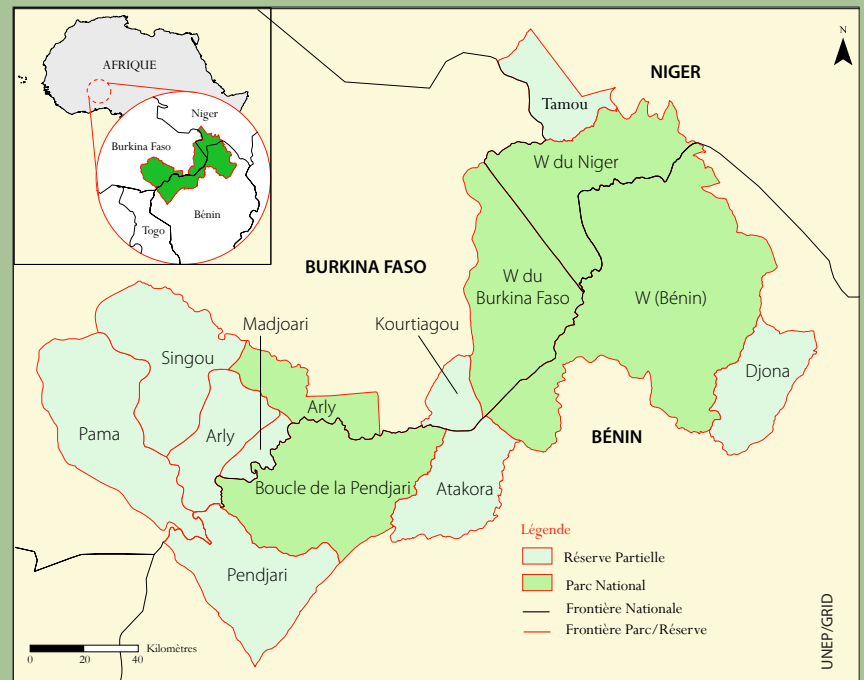 N
AFRIQUE
Niger
Burkina Faso
Bénin
Togo
NIGER
Tamou
W du Niger
BURKINA FASO
W du
Burkina Faso
W (Bénin)
Madjoari
Kourtiagou
Singou
Djona
Arly
Pama
Arly
BÉNIN
Boucle de la Pendjari
Atakora
Pendjari
Légende
Réserve Partielle
Parc National
Frontière Nationale
Frontière Parc/Réserve
Kilomètres
0 20 40
UNEP/GRID